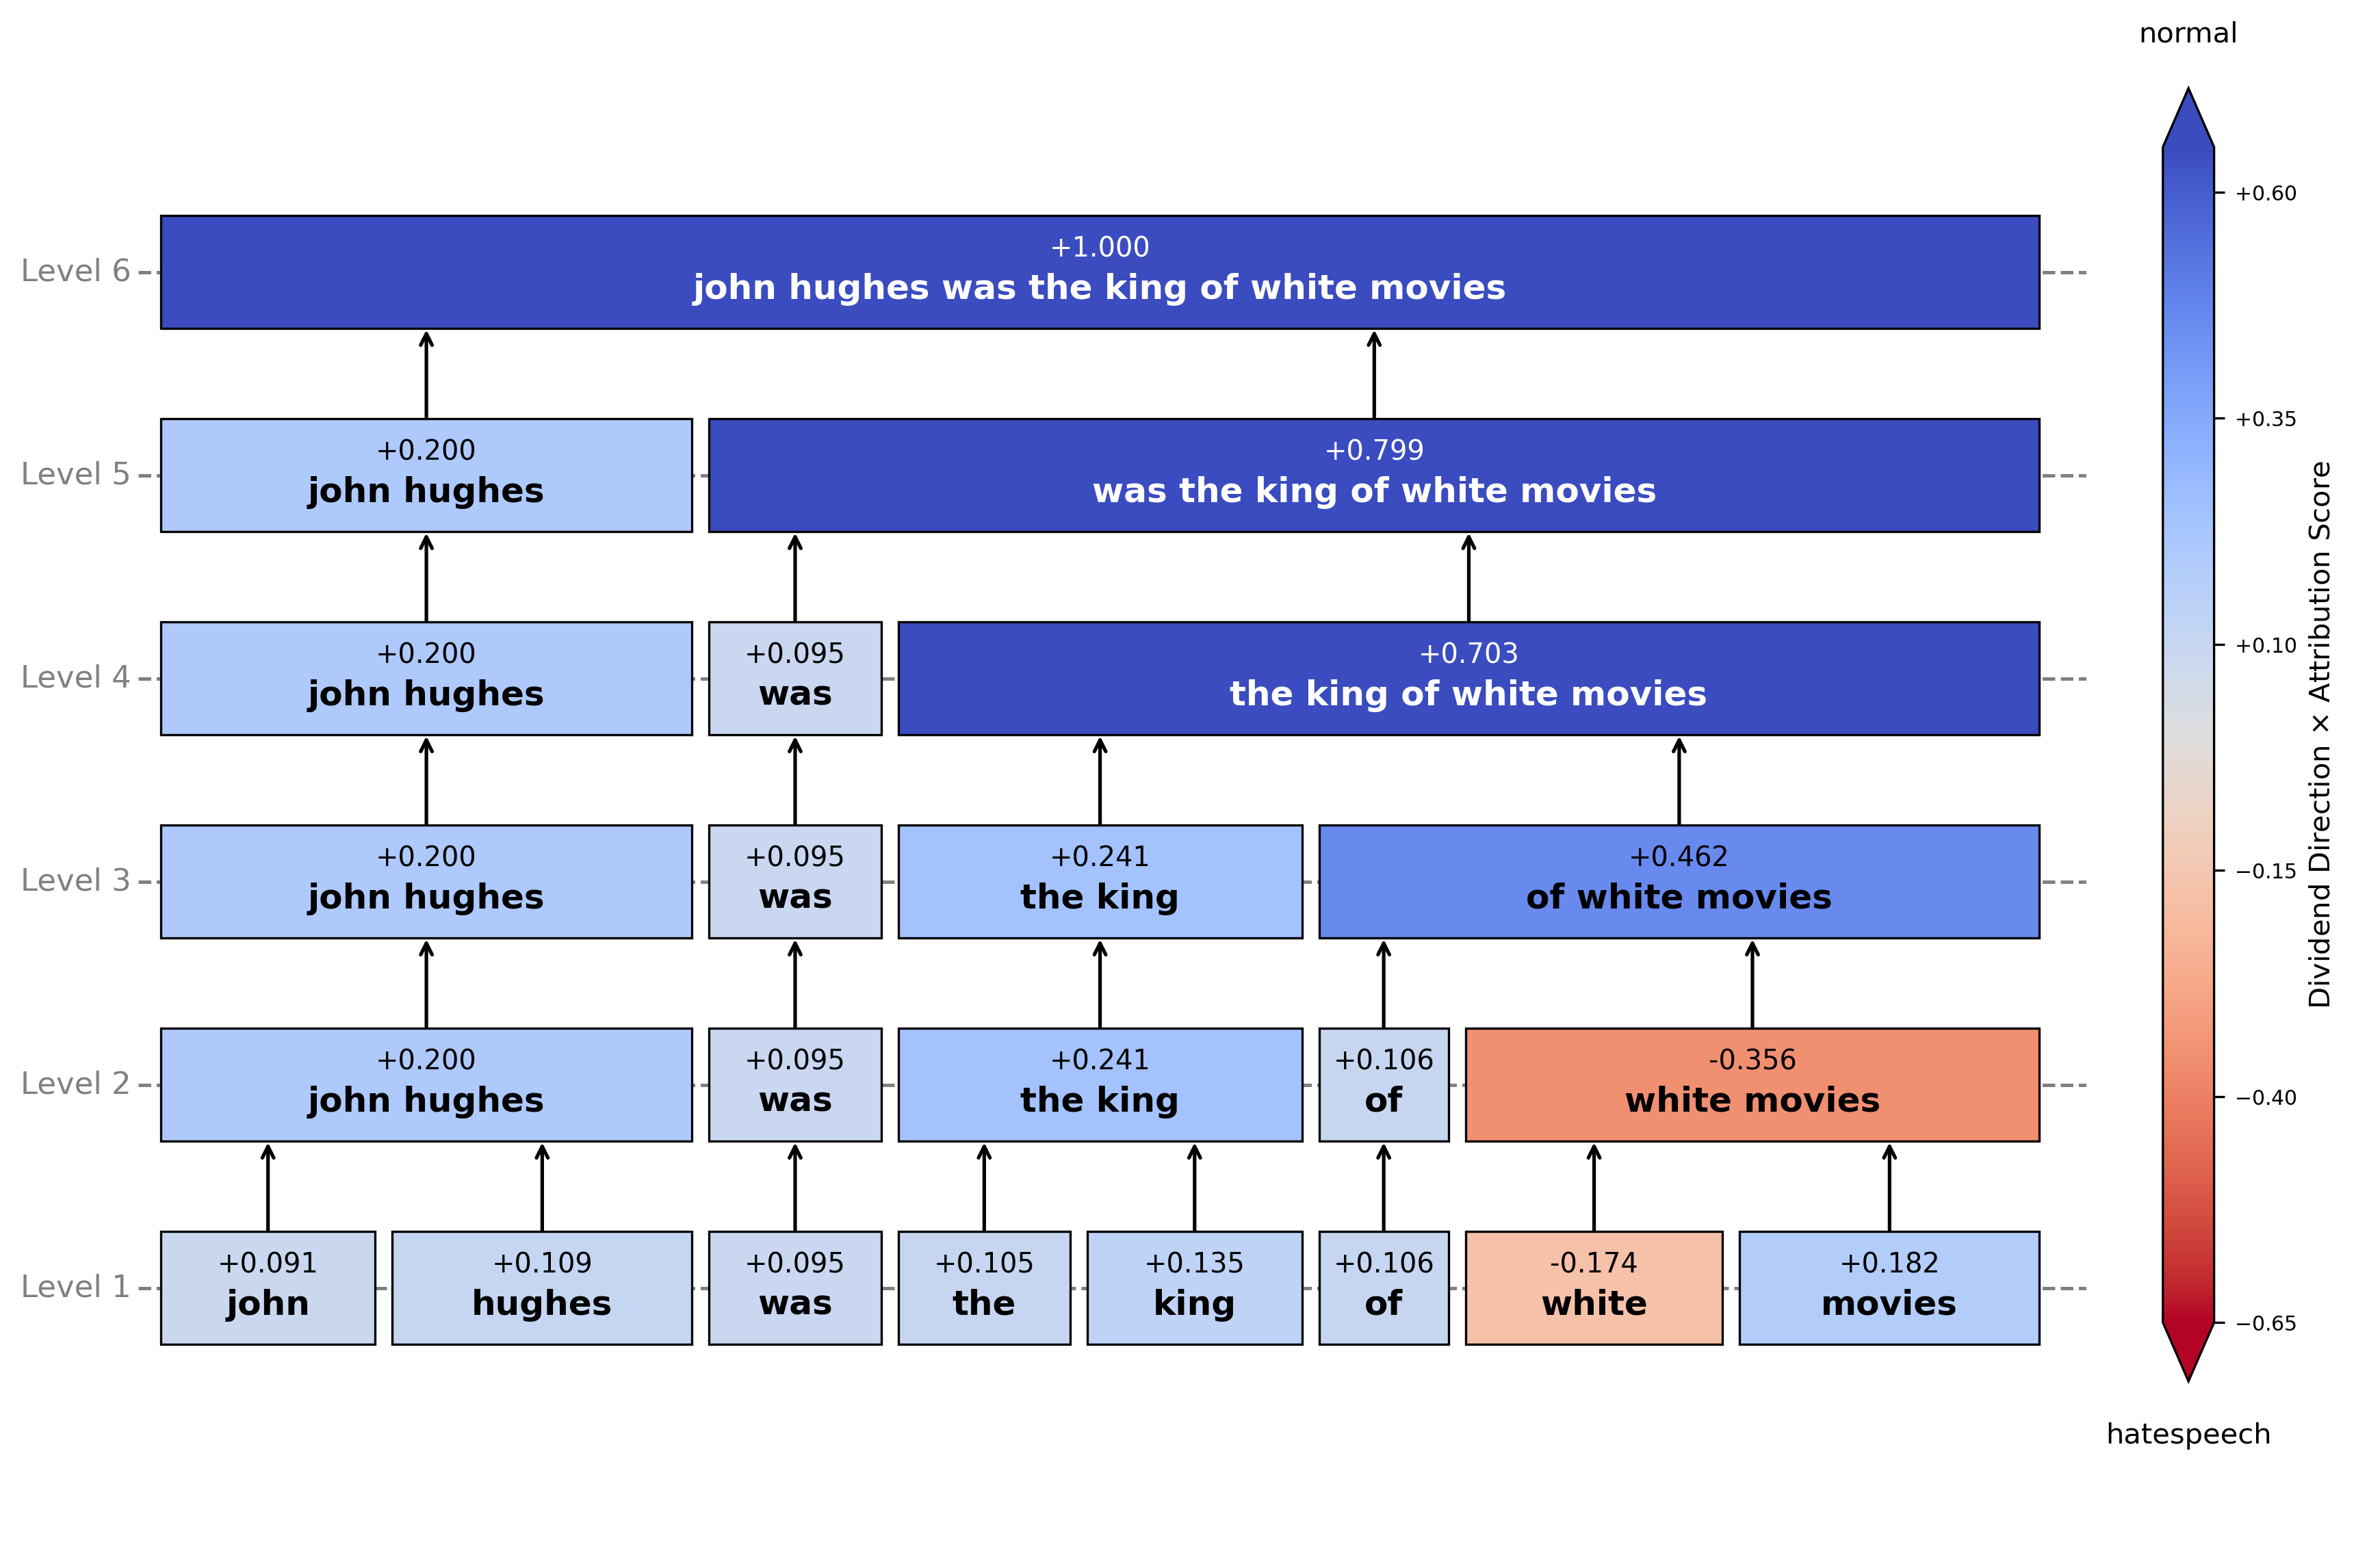 normal
Level 6
+1.000
john hughes was the king of white movies
Level 5
+0.200
john hughes
+0.799
was the king of white movies
Level 4
+0.200
john hughes
+0.095
was
+0.703
the king of white movies
Level 3
+0.200
john hughes
+0.095
was
+0.241
the king
+0.462
of white movies
Level 2
+0.200
john hughes
+0.095
was
+0.241
the king
+0.106
of
-0.356
white movies
Level 1
+0.091
john
+0.109
hughes
+0.095
was
+0.105
the
+0.135
king
+0.106
of
-0.174
white
+0.182
movies
+0.60
+0.35
+0.10
−0.15
−0.40
−0.65
Dividend Direction × Attribution Score
hatespeech